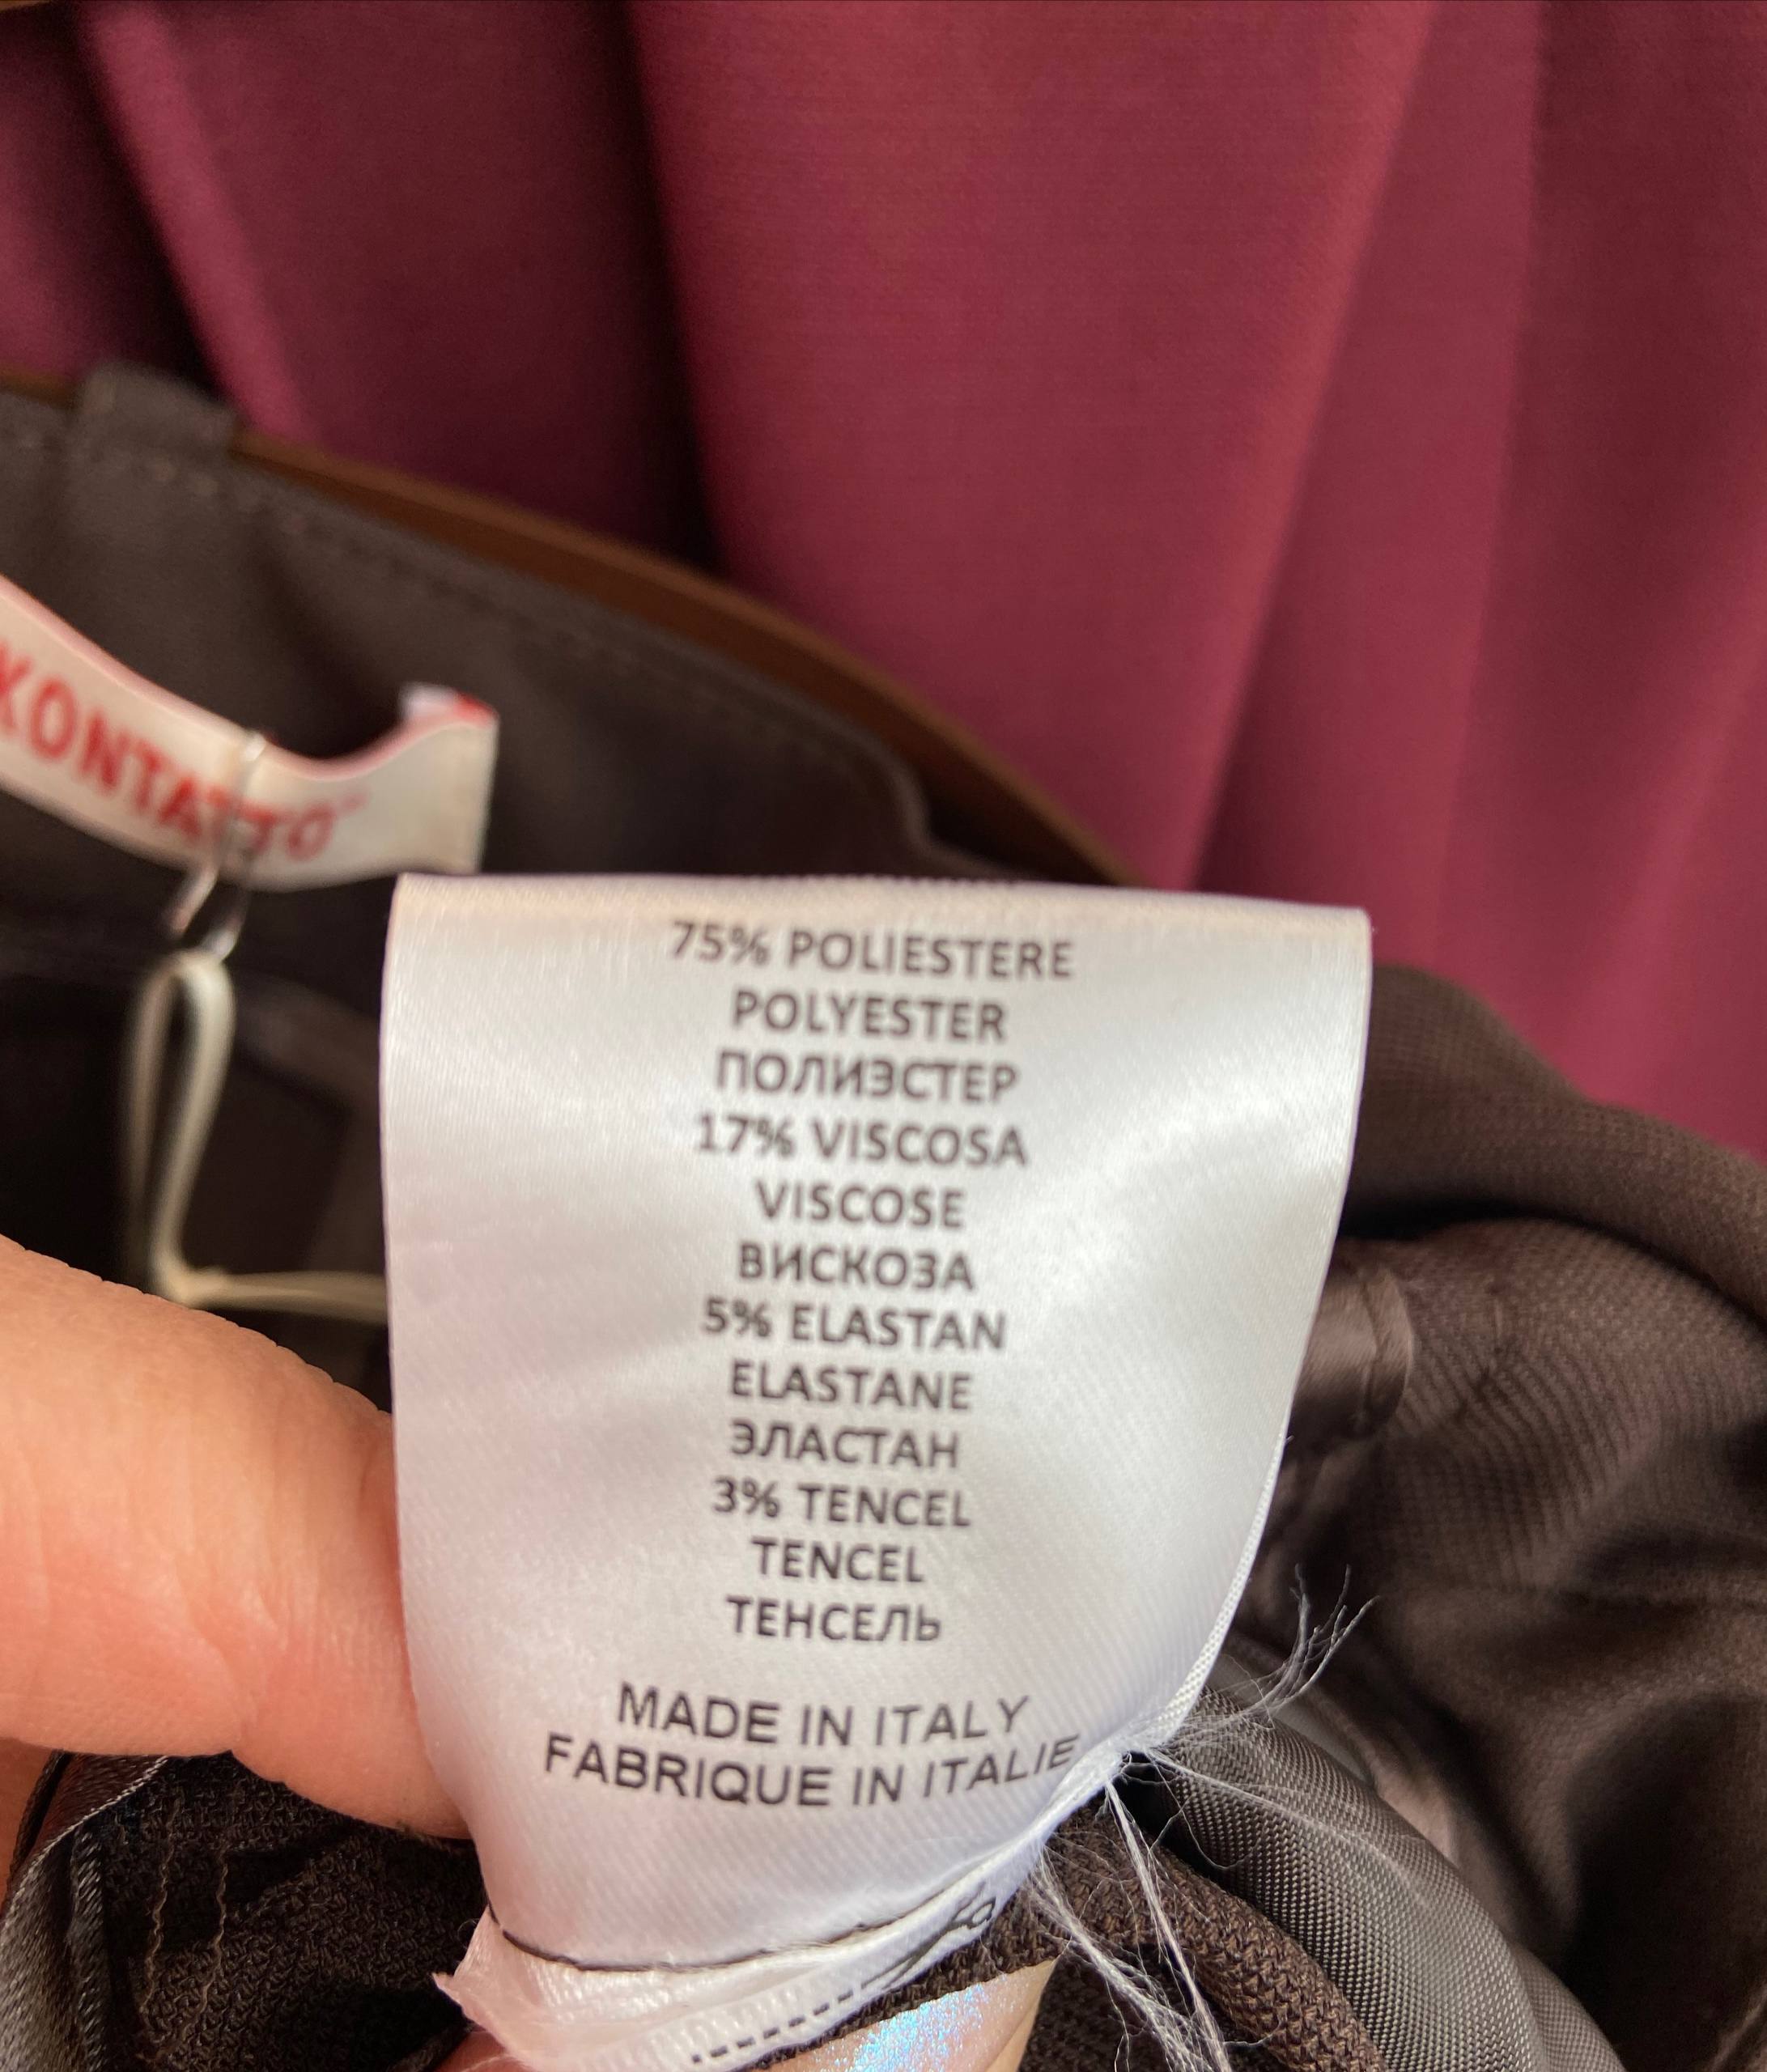 KONTATTO
75% POLIESTERE
POLYESTER
ПОЛИЭСТЕР
17% VISCOSA
VISCOSE
ВИСКОЗА
5% ELASTAN
ELASTANE
ЭЛАСТАН
3% TENCEL
TENCEL
ТЕНСЕЛЬ
MADE IN ITALY
FABRIQUE IN ITALIE